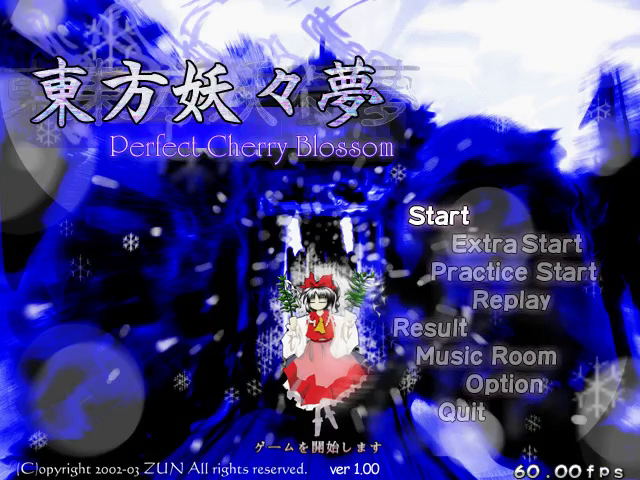 東方妖々夢
Perfect Cherry Blossom
Start
Extra Start
Practice Start
Replay
Result
Music Room
Option
Quit
ゲームを開始します
(C)opyright 2002-03 ZUN All rights reserved. ver 1.00
60.00fps